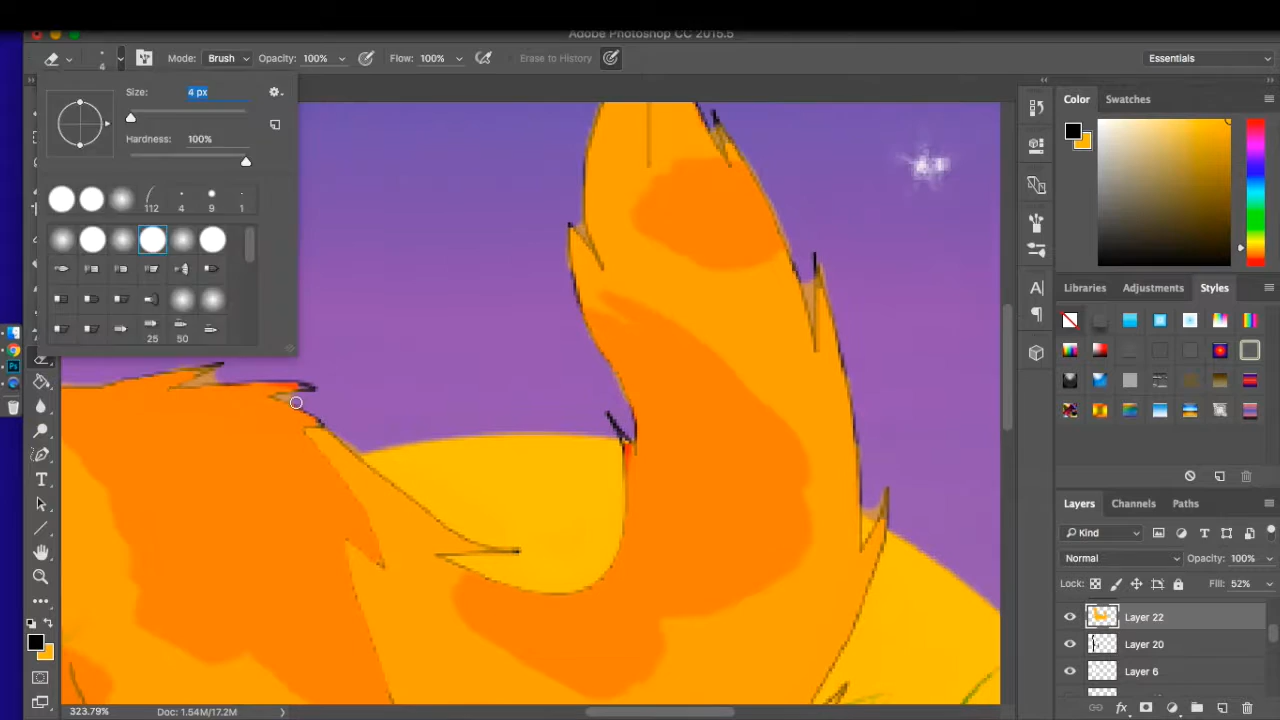 Adobe Photoshop CC 2015.5
4 Mode: Brush Opacity: 100% Flow: 100% Erase to History Essentials
Size: 4 px
Hardness: 100%
112 4 9 1
25 50
Color Swatches
Libraries Adjustments Styles
Layers Channels Paths
Kind
Normal Opacity: 100%
Lock: Fill: 52%
Layer 22
Layer 20
Layer 6
323.79% Doc: 1.54M/17.2M